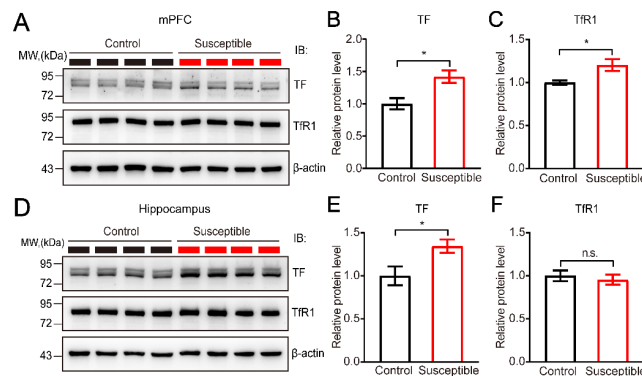 A
mPFC
MW,(kDa)
Control
Susceptible
IB:
95
72
TF
95
72
TfR1
43
β-actin
B
TF
Relative protein level
2.0
1.5
1.0
0.5
0.0
*
Control
Susceptible
C
TfR1
Relative protein level
1.5
1.0
0.5
0.0
*
Control
Susceptible
D
Hippocampus
MW,(kDa)
Control
Susceptible
IB:
95
72
TF
95
72
TfR1
43
β-actin
E
TF
Relative protein level
2.0
1.5
1.0
0.5
0.0
*
Control
Susceptible
F
TfR1
Relative protein level
1.5
1.0
0.5
0.0
n.s.
Control
Susceptible